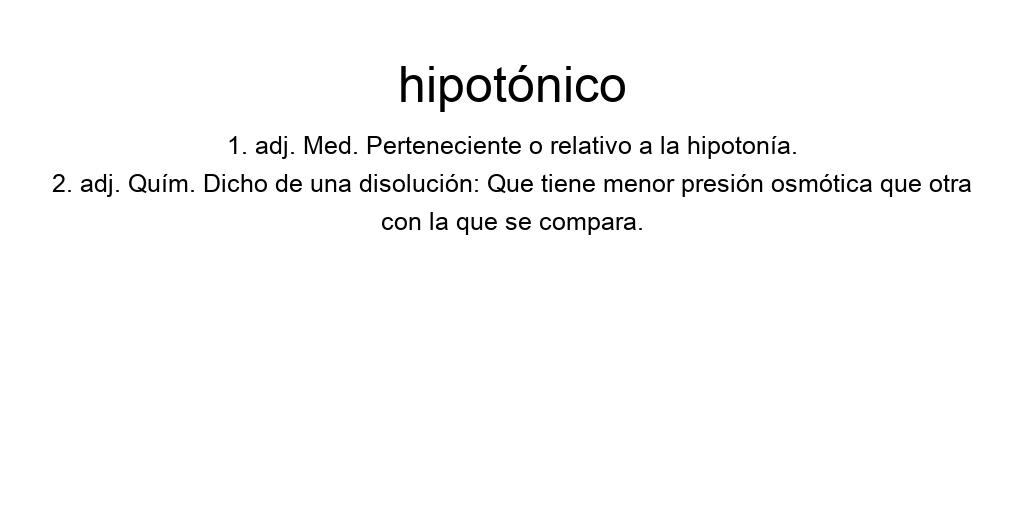 hipotónico
1. adj. Med. Perteneciente o relativo a la hipotonía.
2. adj. Quím. Dicho de una disolución: Que tiene menor presión osmótica que otra
con la que se compara.